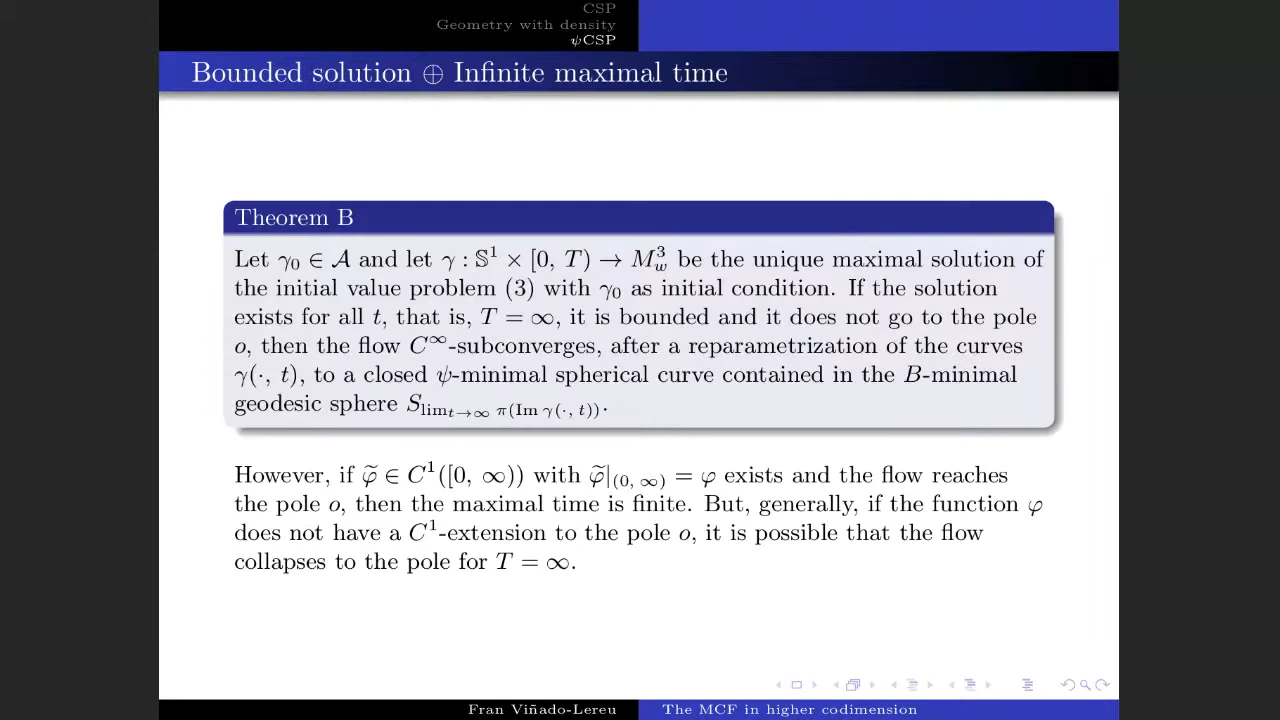 CSP
Geometry with density
ψCSP
Bounded solution ⊕ Infinite maximal time
Theorem B
Let γ₀ ∈ 𝒜 and let γ : 𝕊¹ × [0, T) → M³_w be the unique maximal solution of
the initial value problem (3) with γ₀ as initial condition. If the solution
exists for all t, that is, T = ∞, it is bounded and it does not go to the pole
o, then the flow C^∞-subconverges, after a reparametrization of the curves
γ(·, t), to a closed ψ-minimal spherical curve contained in the B-minimal
geodesic sphere S_{lim_{t→∞} π(Im γ(·, t))}.
However, if φ̃ ∈ C¹([0, ∞)) with φ̃|_{(0, ∞)} = φ exists and the flow reaches
the pole o, then the maximal time is finite. But, generally, if the function φ
does not have a C¹-extension to the pole o, it is possible that the flow
collapses to the pole for T = ∞.
Fran Viñado-Lereu
The MCF in higher codimension